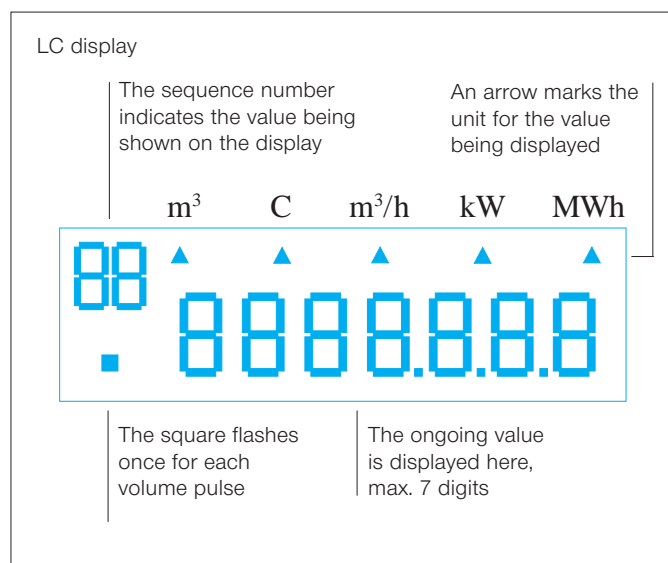 LC display
The sequence number
indicates the value being
shown on the display
An arrow marks the
unit for the value
being displayed
m³ C m³/h kW MWh
88
8888.8.8.8
The square flashes
once for each
volume pulse
The ongoing value
is displayed here,
max. 7 digits